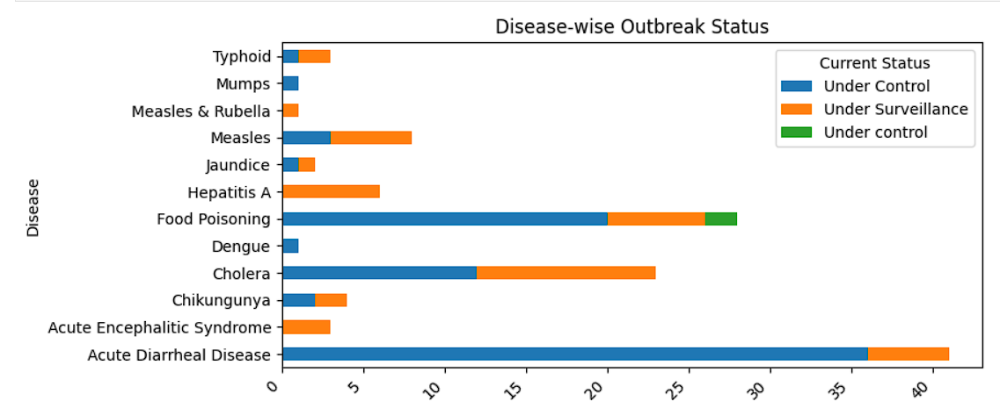 Disease-wise Outbreak Status
Current Status
Under Control
Under Surveillance
Under control
Disease
Typhoid
Mumps
Measles & Rubella
Measles
Jaundice
Hepatitis A
Food Poisoning
Dengue
Cholera
Chikungunya
Acute Encephalitic Syndrome
Acute Diarrheal Disease
0 5 10 15 20 25 30 35 40